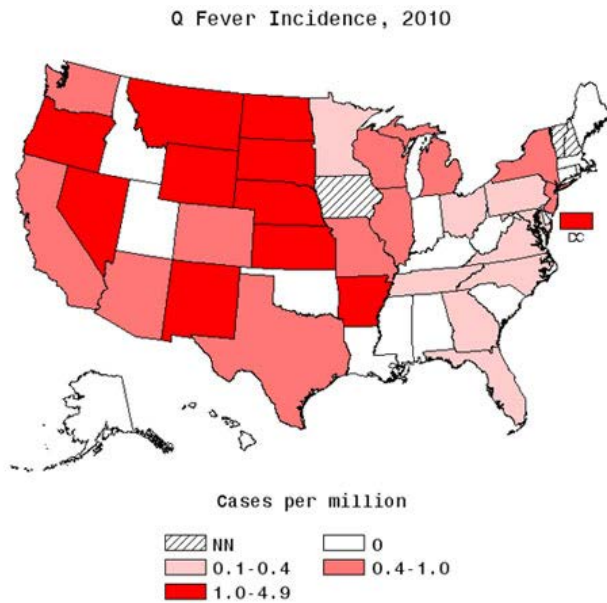 Q Fever Incidence, 2010
DC
Cases per million
NN 0
0.1-0.4 0.4-1.0
1.0-4.9